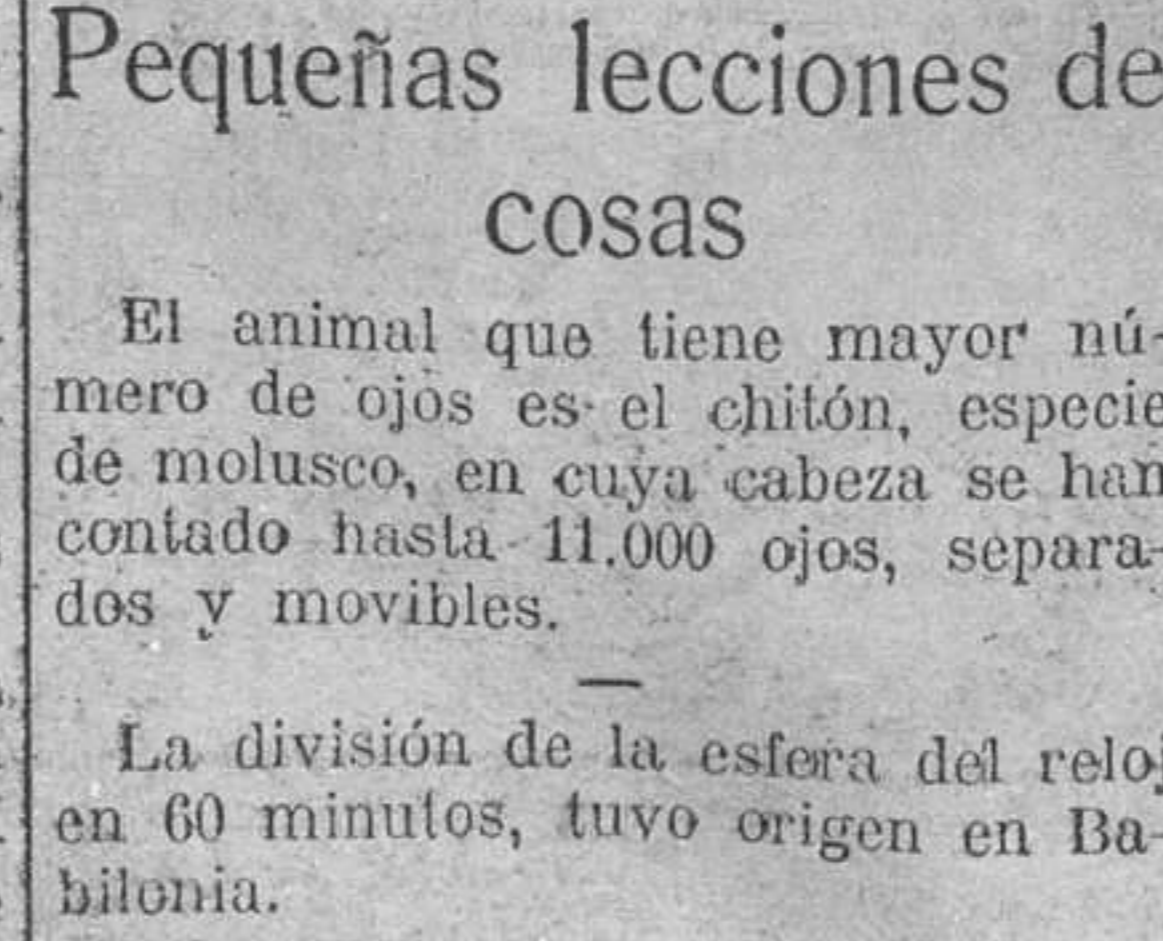 Pequeñas lecciones de
cosas
El animal que tiene mayor nú-
mero de ojos es el chitón, especie
de molusco, en cuya cabeza se han
contado hasta 11.000 ojos, separa-
dos y movibles.
—
La división de la esfera del reloj
en 60 minutos, tuvo origen en Ba-
bilonia.